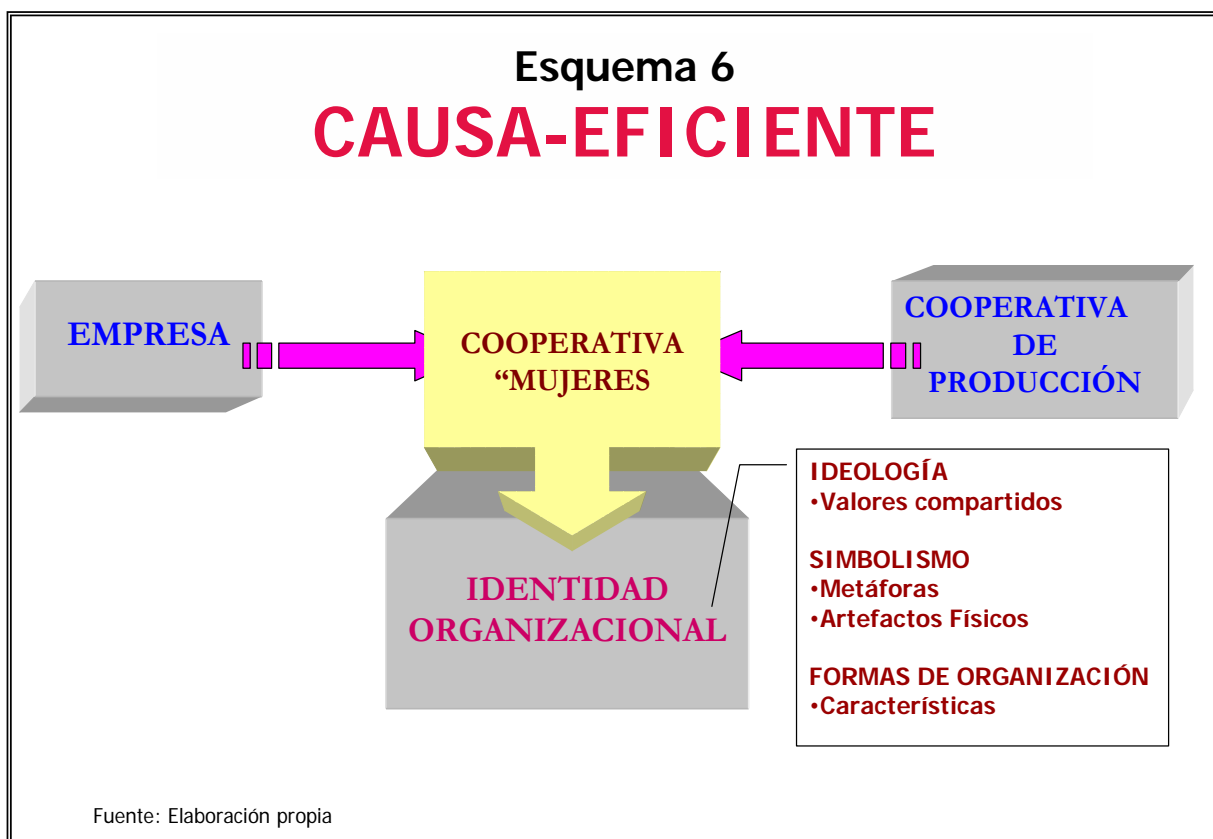 Esquema 6
CAUSA-EFICIENTE
EMPRESA
COOPERATIVA
“MUJERES
COOPERATIVA
DE
PRODUCCIÓN
IDENTIDAD
ORGANIZACIONAL
IDEOLOGÍA
•Valores compartidos
SIMBOLISMO
•Metáforas
•Artefactos Físicos
FORMAS DE ORGANIZACIÓN
•Características
Fuente: Elaboración propia